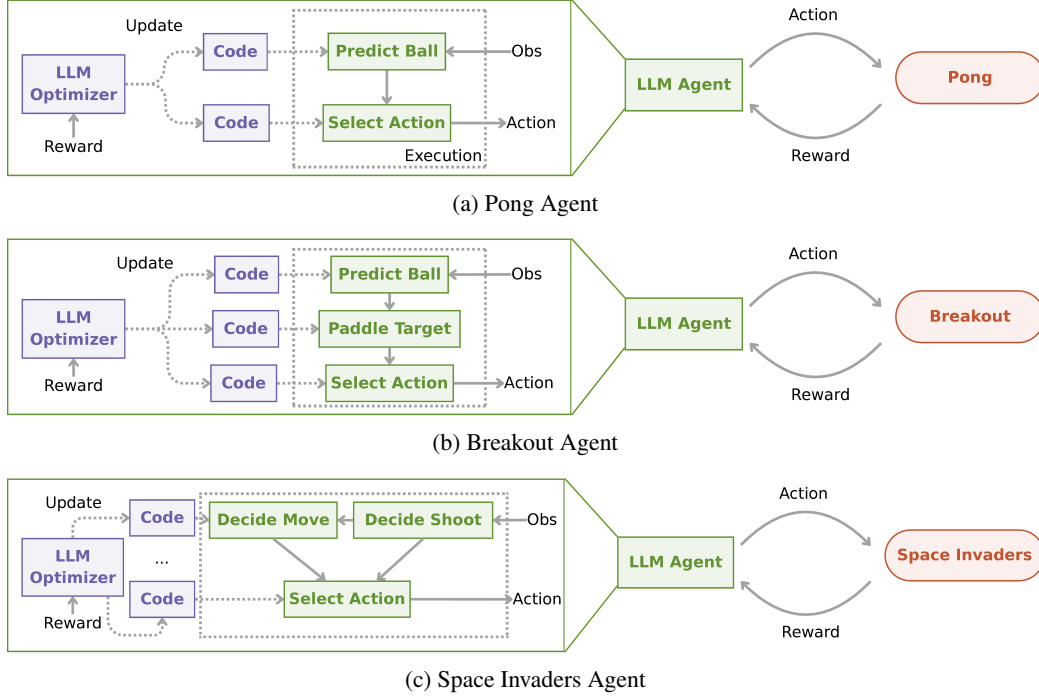 Update
Code
Predict Ball
Obs
LLM
Optimizer
Code
Select Action
Action
Reward
Execution
LLM Agent
Action
Pong
Reward
(a) Pong Agent
Update
Code
Predict Ball
Obs
LLM
Optimizer
Code
Paddle Target
Reward
Code
Select Action
Action
LLM Agent
Action
Breakout
Reward
(b) Breakout Agent
Update
Code
Decide Move
Decide Shoot
Obs
LLM
Optimizer
...
Code
Select Action
Action
Reward
LLM Agent
Action
Space Invaders
Reward
(c) Space Invaders Agent